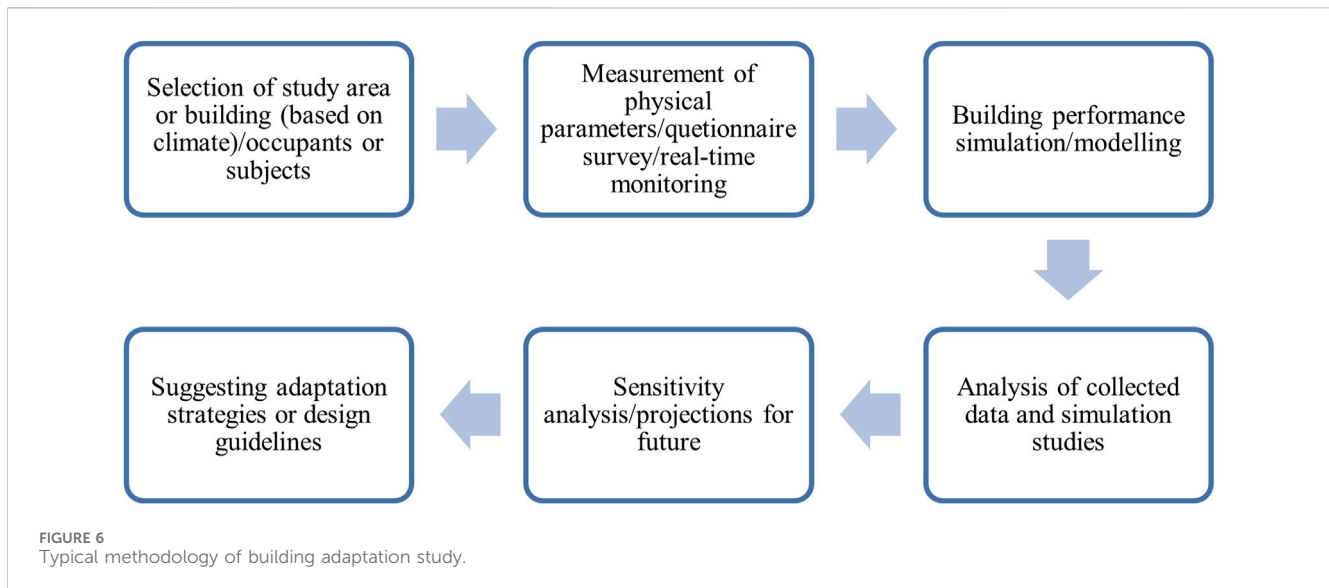 Selection of study area
or building (based on
climate)/occupants or
subjects
Measurement of
physical
parameters/quetionnaire
survey/real-time
monitoring
Building performance
simulation/modelling
Analysis of collected
data and simulation
studies
Sensitivity
analysis/projections for
future
Suggesting adaptation
strategies or design
guidelines
FIGURE 6
Typical methodology of building adaptation study.